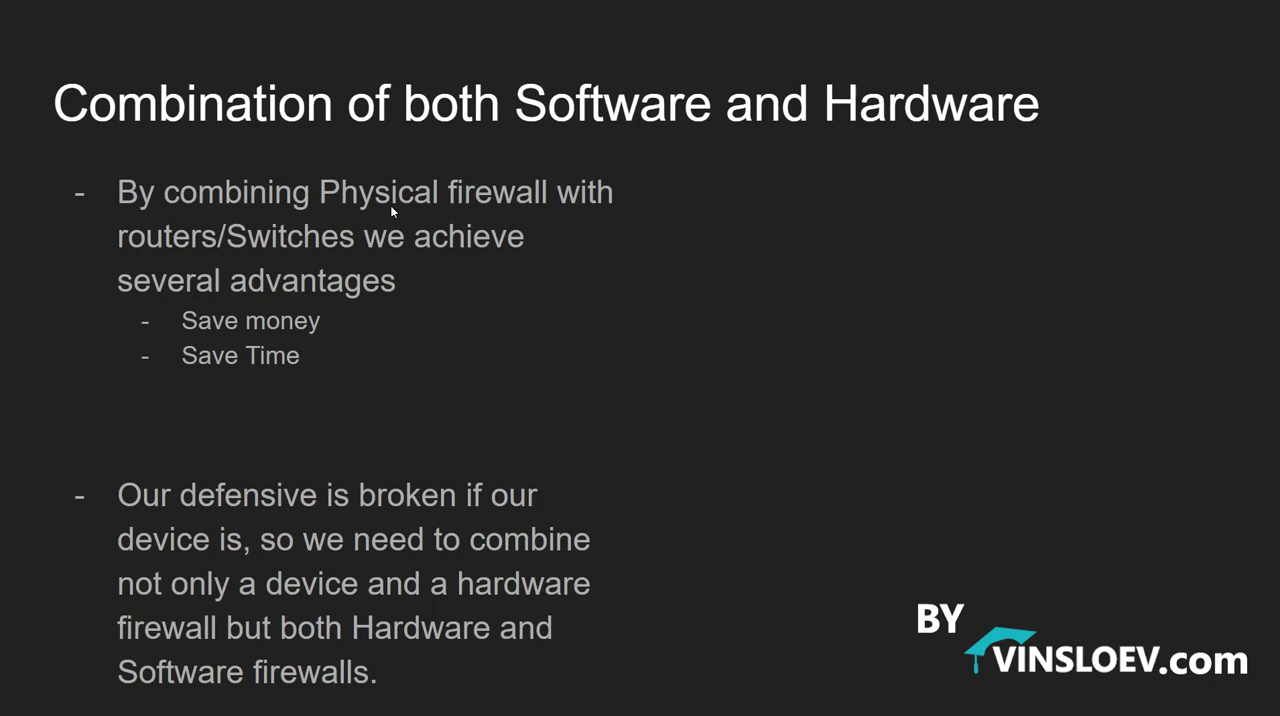 Combination of both Software and Hardware
- By combining Physical firewall with
routers/Switches we achieve
several advantages
- Save money
- Save Time
- Our defensive is broken if our
device is, so we need to combine
not only a device and a hardware
firewall but both Hardware and
Software firewalls.
BY
VINSLOEV.com